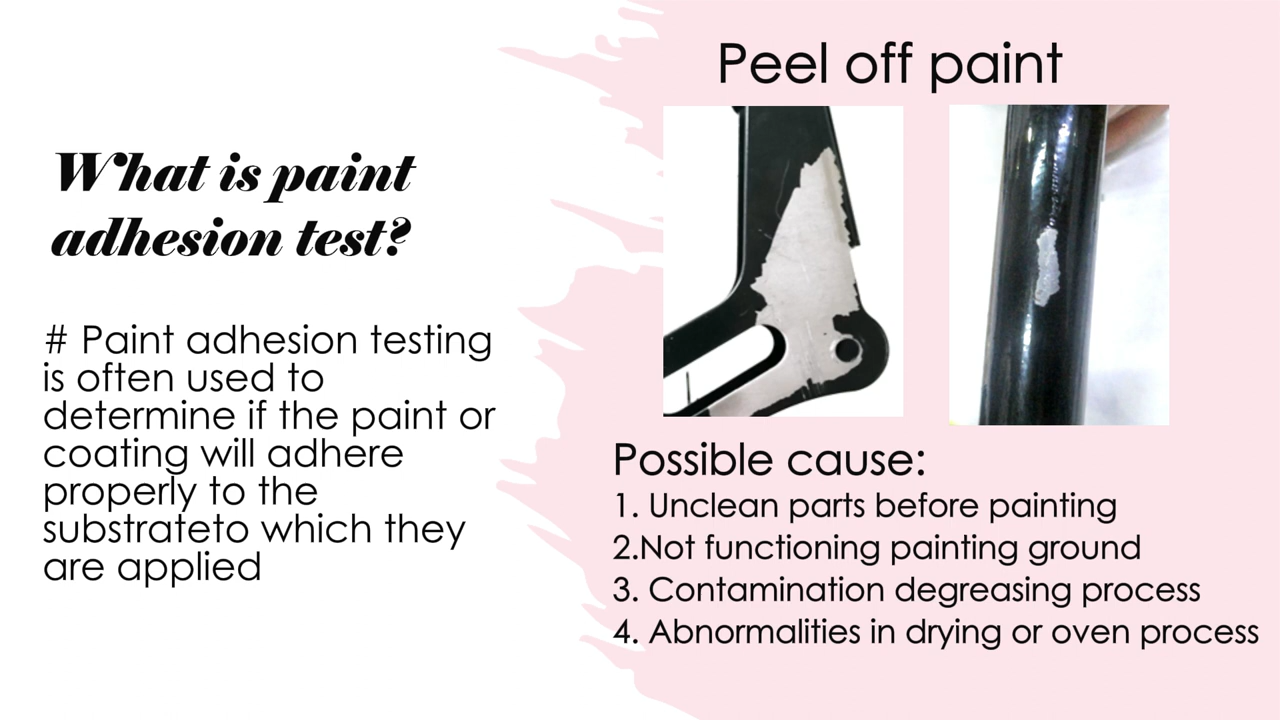 What is paint
adhesion test?
# Paint adhesion testing
is often used to
determine if the paint or
coating will adhere
properly to the
substrateto which they
are applied
Peel off paint
Possible cause:
1. Unclean parts before painting
2.Not functioning painting ground
3. Contamination degreasing process
4. Abnormalities in drying or oven process